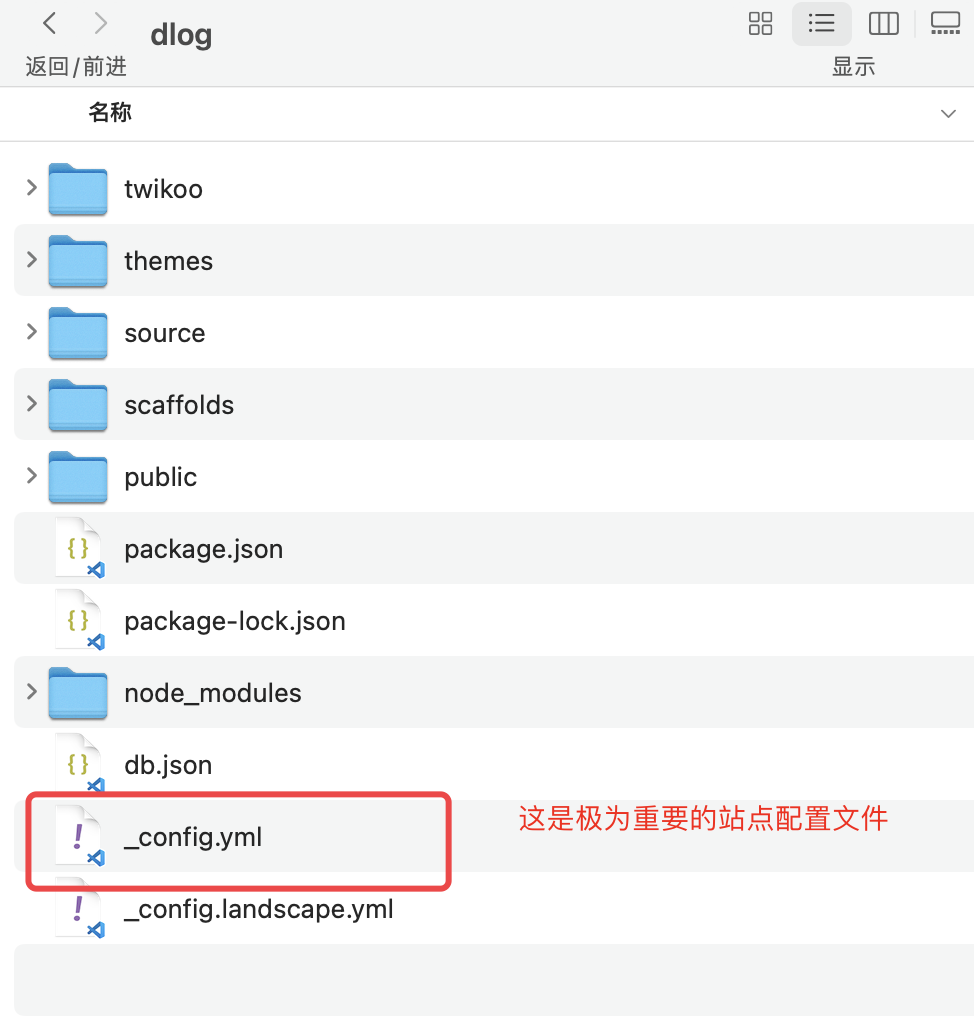 dlog
返回/前进
显示
名称
twikoo
themes
source
scaffolds
public
package.json
package-lock.json
node_modules
db.json
_config.yml
这是极为重要的站点配置文件
_config.landscape.yml